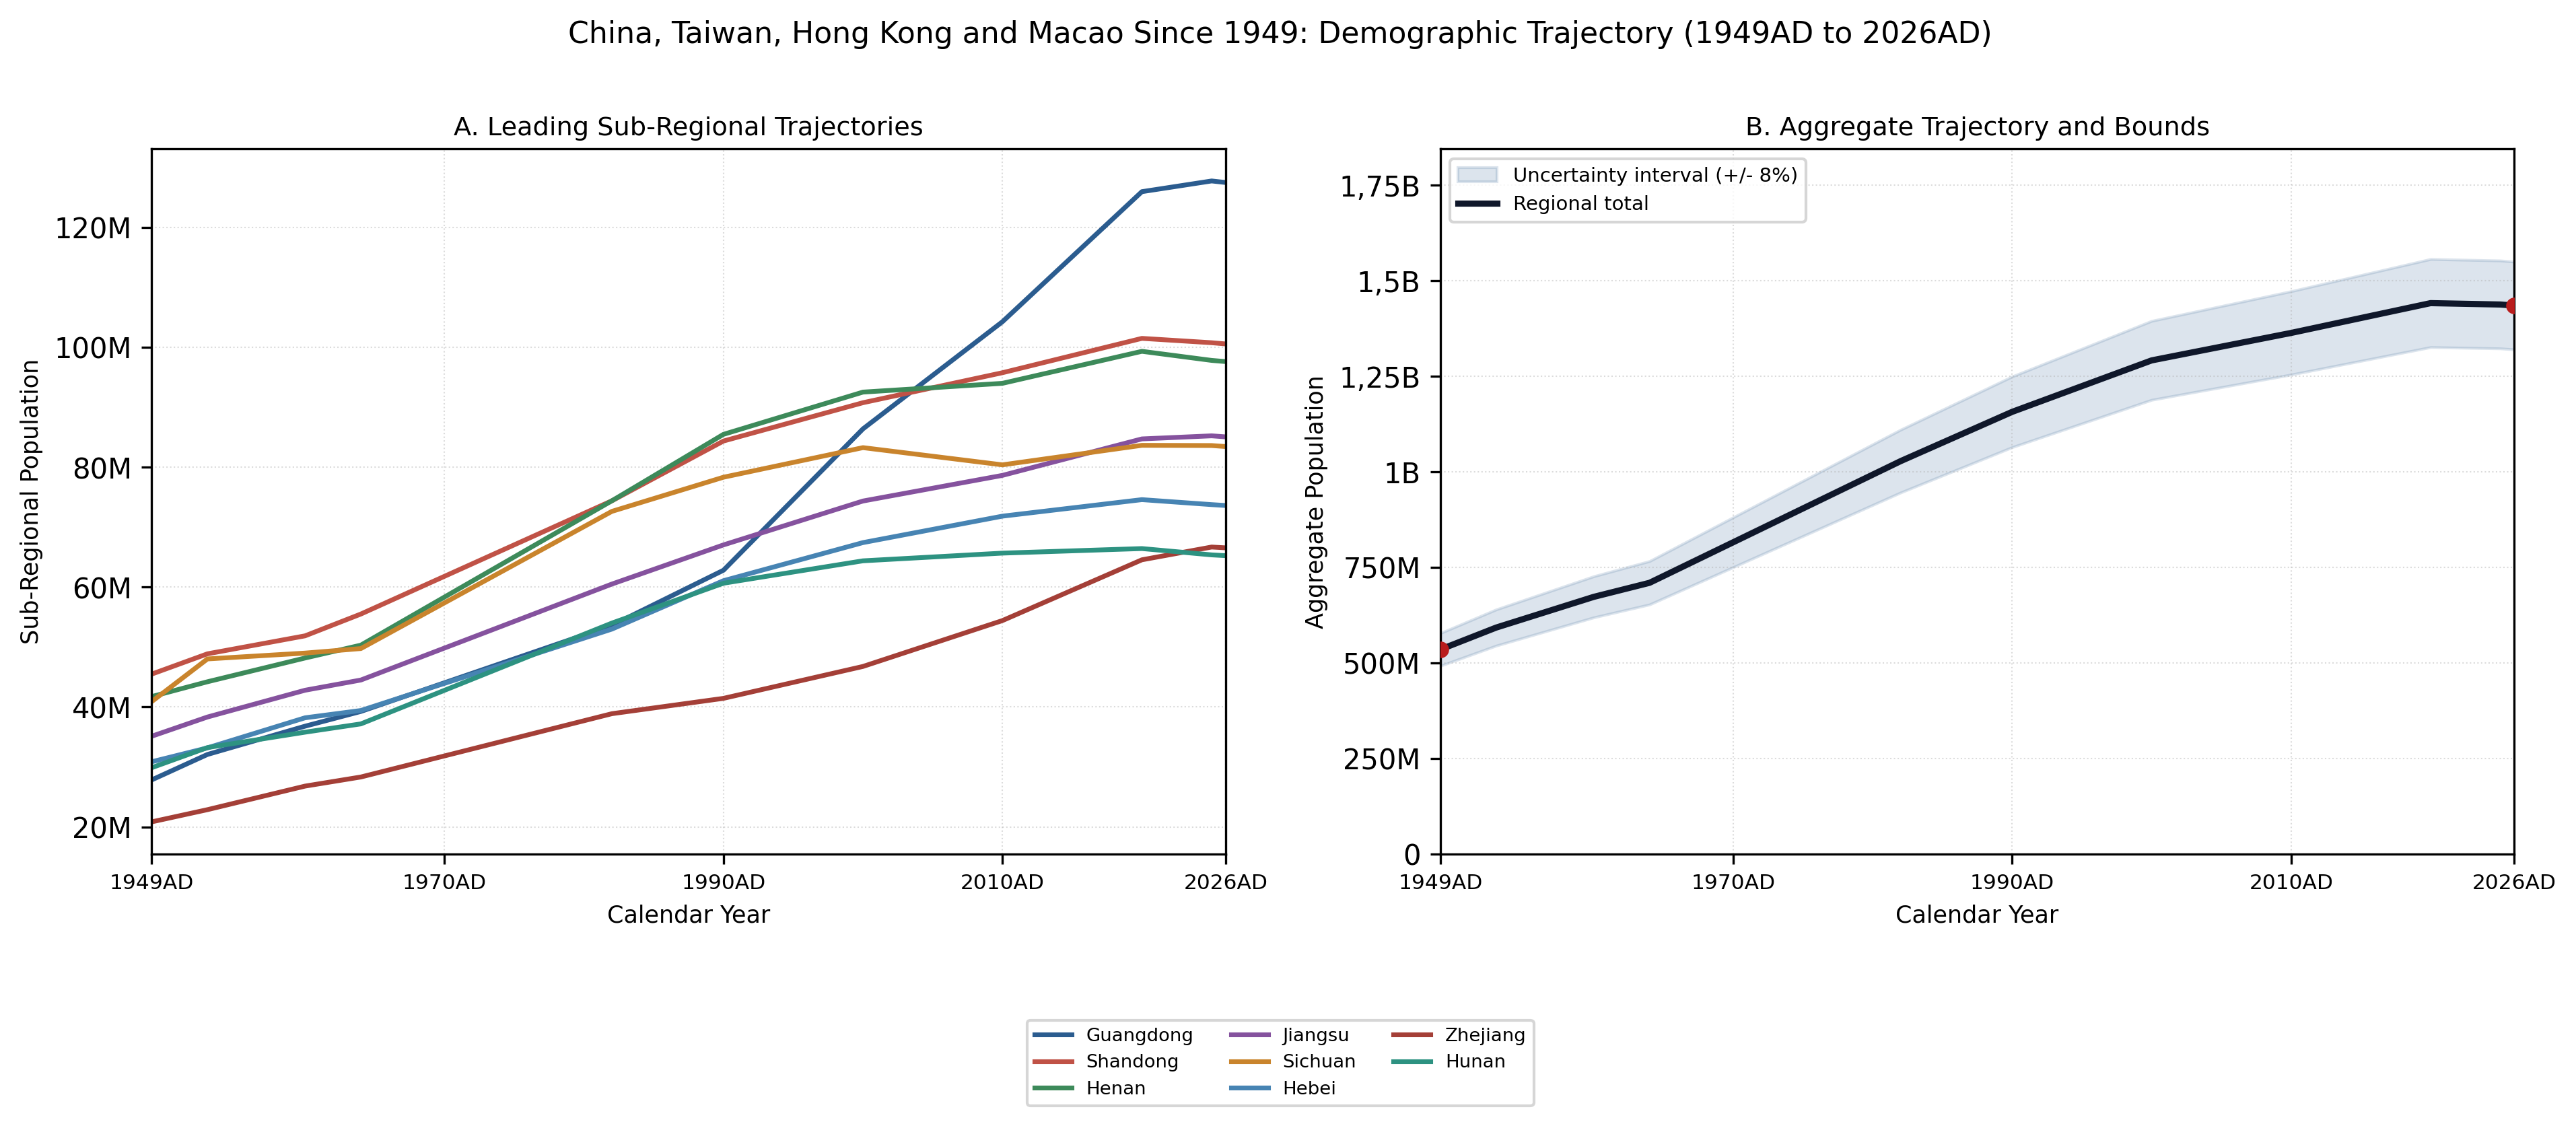 China, Taiwan, Hong Kong and Macao Since 1949: Demographic Trajectory (1949AD to 2026AD)
A. Leading Sub-Regional Trajectories
Sub-Regional Population
120M
100M
80M
60M
40M
20M
1949AD
1970AD
1990AD
2010AD
2026AD
Calendar Year
B. Aggregate Trajectory and Bounds
Uncertainty interval (+/- 8%)
Regional total
Aggregate Population
1,75B
1,5B
1,25B
1B
750M
500M
250M
0
1949AD
1970AD
1990AD
2010AD
2026AD
Calendar Year
Guangdong
Shandong
Henan
Jiangsu
Sichuan
Hebei
Zhejiang
Hunan